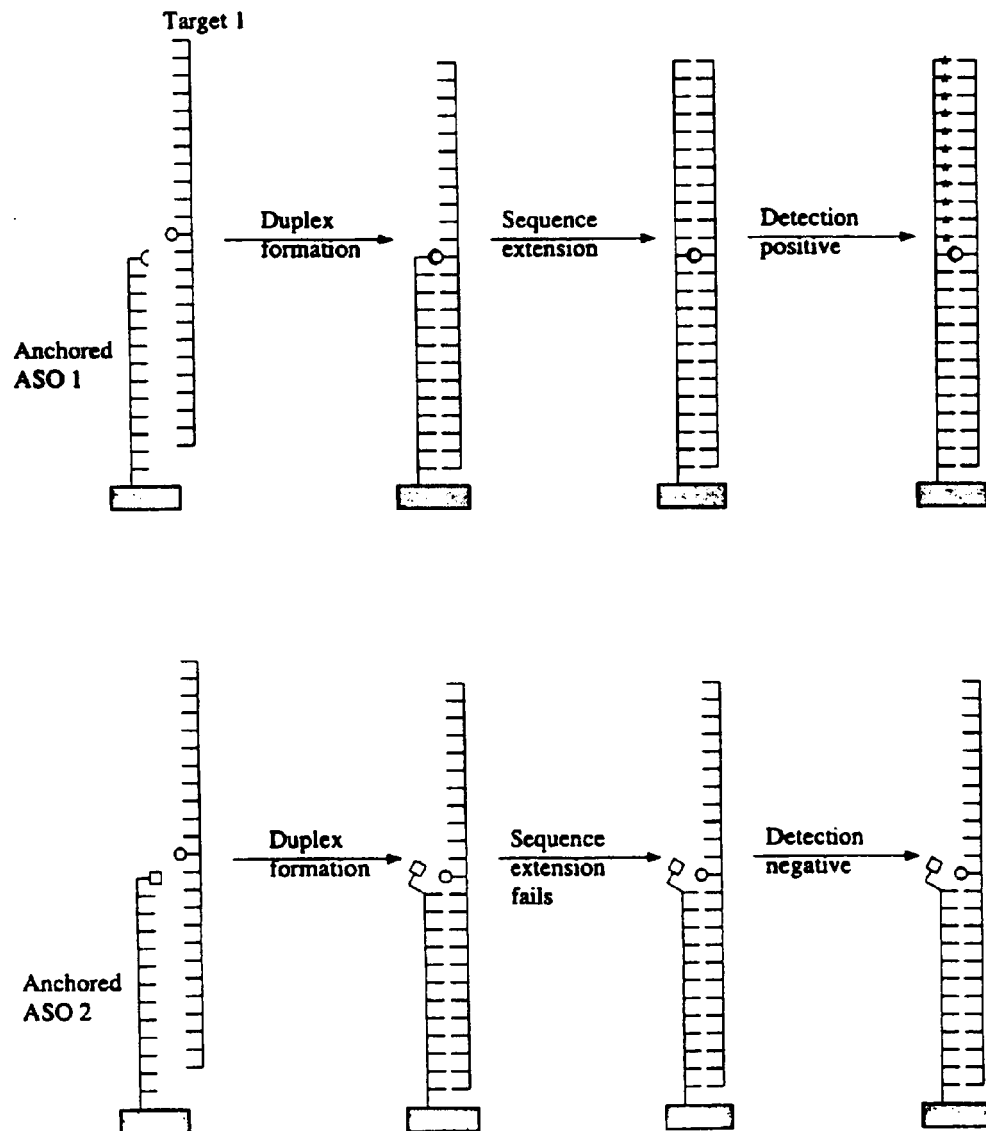 Target 1
Duplex
formation
Sequence
extension
Detection
positive
Anchored
ASO 1
Duplex
formation
Sequence
extension
fails
Detection
negative
Anchored
ASO 2